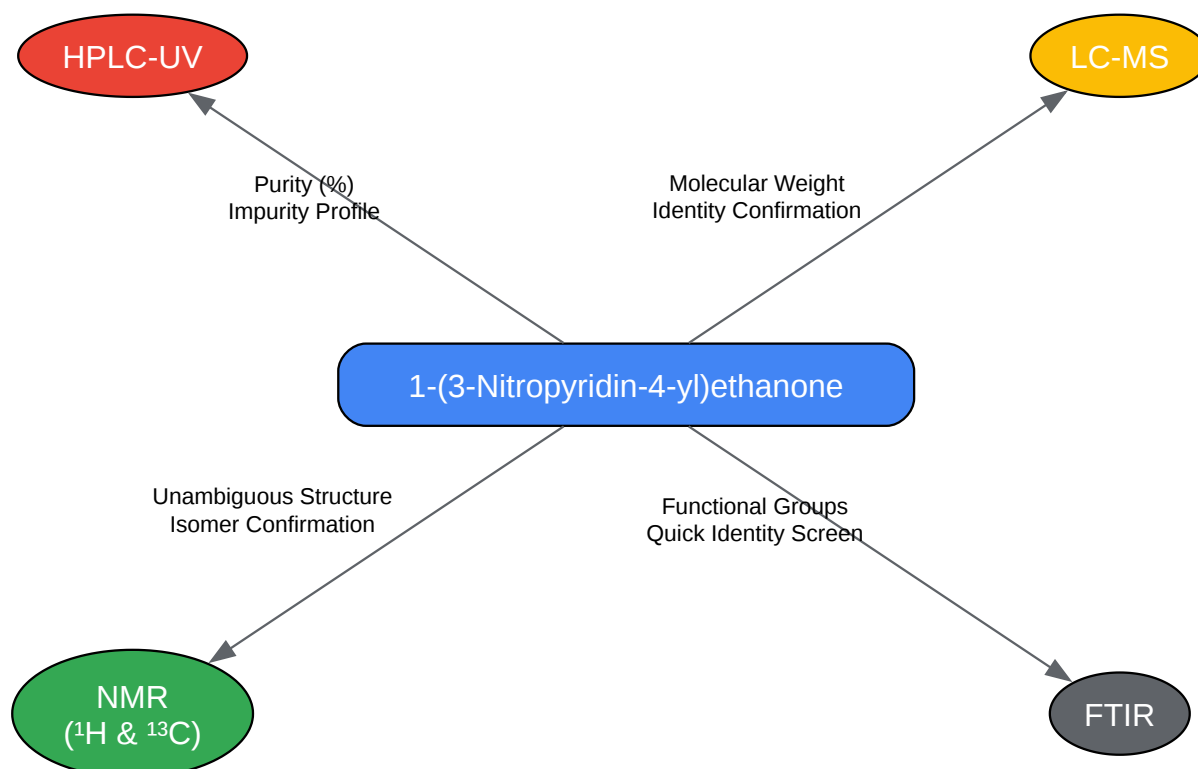 HPLC-UV
LC-MS
Purity (%)
Impurity Profile
Molecular Weight
Identity Confirmation
1-(3-Nitropyridin-4-yl)ethanone
Unambiguous Structure
Isomer Confirmation
Functional Groups
Quick Identity Screen
NMR
(¹H & ¹³C)
FTIR